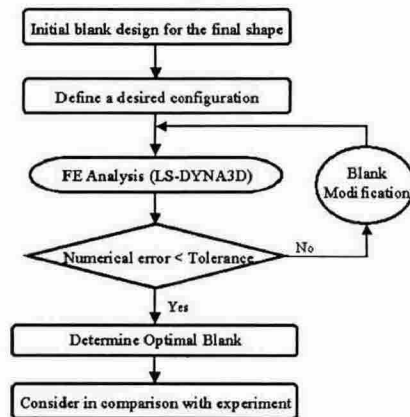 Initial blank design for the final shape
Define a desired configuration
FE Analysis (LS-DYNA3D)
Blank
Modification
Numerical error < Tolerance
No
Yes
Determine Optimal Blank
Consider in comparison with experiment